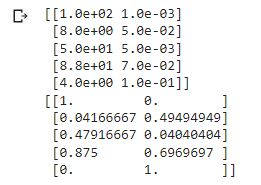 [[1.0e+02 1.0e-03]
[8.0e+00 5.0e-02]
[5.0e+01 5.0e-03]
[8.8e+01 7.0e-02]
[4.0e+00 1.0e-01]]
[[1. 0. ]
[0.04166667 0.49494949]
[0.47916667 0.04040404]
[0.875 0.6969697 ]
[0. 1. ]]